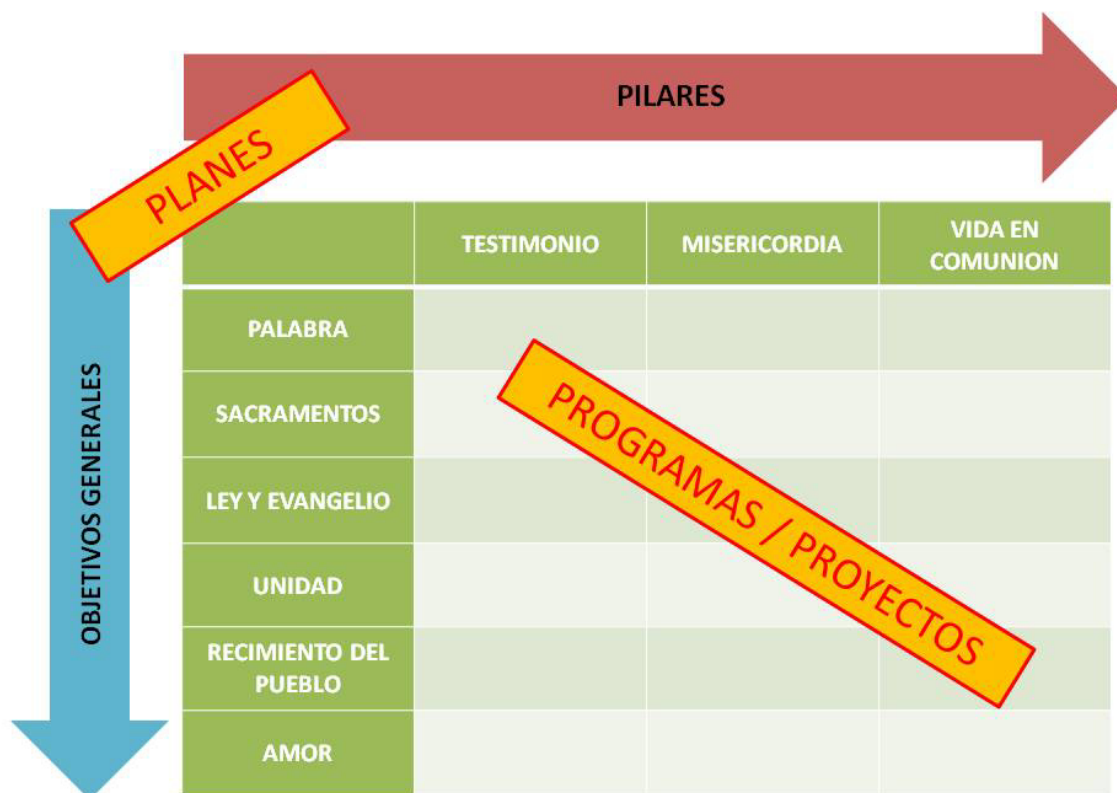 PILARES
PLANES
TESTIMONIO
MISERICORDIA
VIDA EN
COMUNION
OBJETIVOS GENERALES
PALABRA
SACRAMENTOS
LEY Y EVANGELIO
UNIDAD
RECIMIENTO DEL
PUEBLO
AMOR
PROGRAMAS / PROYECTOS